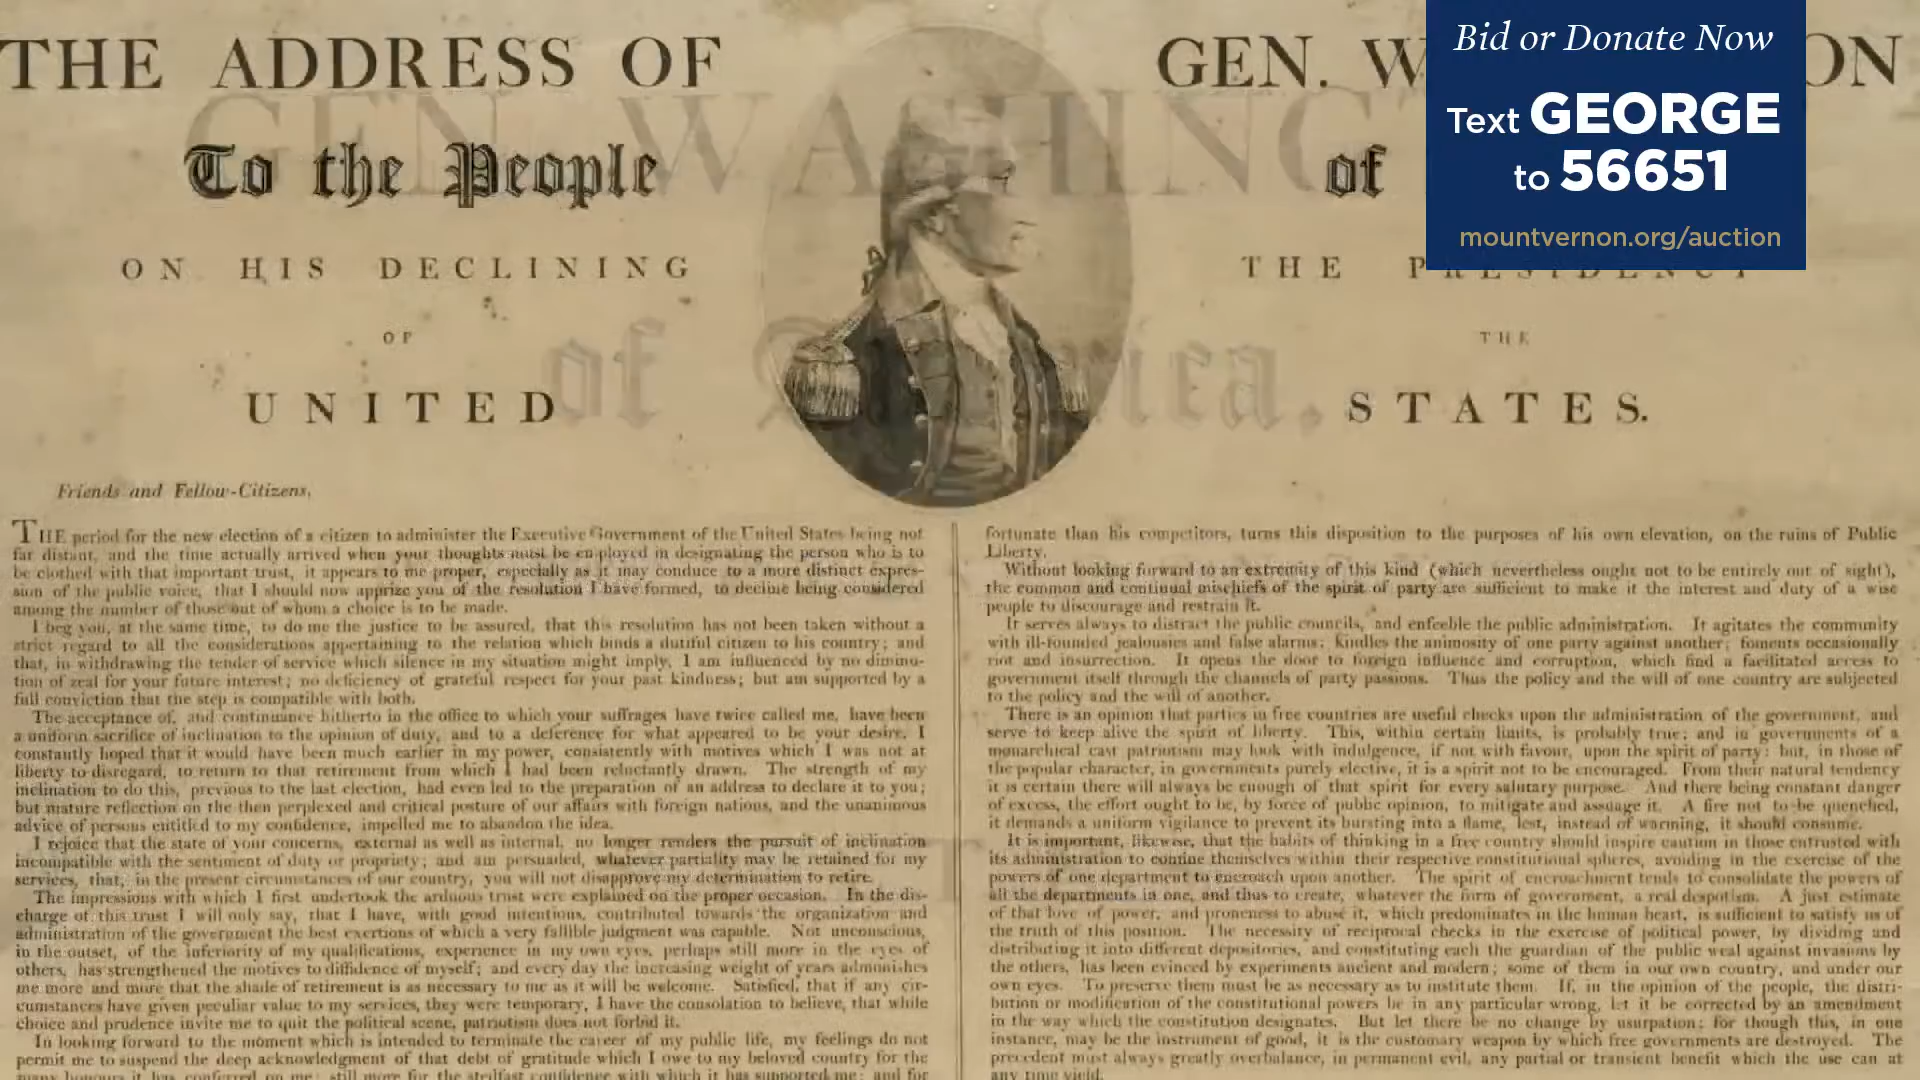 THE ADDRESS OF GEN. W ON
GEN. WASHING
To the People of
ON HIS DECLINING THE PRESIDENCY
OF THE
of America,
UNITED STATES.
Bid or Donate Now
Text GEORGE
to 56651
mountvernon.org/auction
Friends and Fellow-Citizens,
THE period for the new election of a citizen to administer the Executive Government of the United States being not
far distant, and the time actually arrived when your thoughts must be employed in designating the person who is to
be clothed with that important trust, it appears to me proper, especially as it may conduce to a more distinct expres-
sion of the public voice, that I should now apprize you of the resolution I have formed, to decline being considered
among the number of those out of whom a choice is to be made.
I beg you, at the same time, to do me the justice to be assured, that this resolution has not been taken without a
strict regard to all the considerations appertaining to the relation which binds a dutiful citizen to his country; and
that, in withdrawing the tender of service which silence in my situation might imply, I am influenced by no diminu-
tion of zeal for your future interest; no deficiency of grateful respect for your past kindness; but am supported by a
full conviction that the step is compatible with both.
The acceptance of, and continuance hitherto in the office to which your suffrages have twice called me, have been
a uniform sacrifice of inclination to the opinion of duty, and to a deference for what appeared to be your desire. I
constantly hoped that it would have been much earlier in my power, consistently with motives which I was not at
liberty to disregard, to return to that retirement from which I had been reluctantly drawn. The strength of my
inclination to do this, previous to the last election, had even led to the preparation of an address to declare it to you;
but mature reflection on the then perplexed and critical posture of our affairs with foreign nations, and the unanimous
advice of persons entitled to my confidence, impelled me to abandon the idea.
I rejoice that the state of your concerns, external as well as internal, no longer renders the pursuit of inclination
incompatible with the sentiment of duty or propriety; and am persuaded, whatever partiality may be retained for my
services, that, in the present circumstances of our country, you will not disapprove my determination to retire.
The impressions with which I first undertook the arduous trust were explained on the proper occasion. In the dis-
charge of this trust I will only say, that I have, with good intentions, contributed towards the organization and
administration of the government the best exertions of which a very fallible judgment was capable. Not unconscious,
in the outset, of the inferiority of my qualifications, experience in my own eyes, perhaps still more in the eyes of
others, has strengthened the motives to diffidence of myself; and every day the increasing weight of years admonishes
me more and more that the shade of retirement is as necessary to me as it will be welcome. Satisfied, that if any cir-
cumstances have given peculiar value to my services, they were temporary, I have the consolation to believe, that while
choice and prudence invite me to quit the political scene, patriotism does not forbid it.
In looking forward to the moment which is intended to terminate the career of my public life, my feelings do not
permit me to suspend the deep acknowledgment of that debt of gratitude which I owe to my beloved country for the
many honours it has conferred on me; still more for the stedfast confidence with which it has supported me; and for
fortunate than his competitors, turns this disposition to the purposes of his own elevation, on the ruins of Public
Liberty.
Without looking forward to an extremity of this kind (which nevertheless ought not to be entirely out of sight),
the common and continual mischiefs of the spirit of party are sufficient to make it the interest and duty of a wise
people to discourage and restrain it.
It serves always to distract the public councils, and enfeeble the public administration. It agitates the community
with ill-founded jealousies and false alarms; kindles the animosity of one party against another; foments occasionally
riot and insurrection. It opens the door to foreign influence and corruption, which find a facilitated access to
government itself through the channels of party passions. Thus the policy and the will of one country are subjected
to the policy and the will of another.
There is an opinion that parties in free countries are useful checks upon the administration of the government, and
serve to keep alive the spirit of liberty. This, within certain limits, is probably true; and in governments of a
monarchical cast patriotism may look with indulgence, if not with favour, upon the spirit of party: but, in those of
the popular character, in governments purely elective, it is a spirit not to be encouraged. From their natural tendency
it is certain there will always be enough of that spirit for every salutary purpose. And there being constant danger
of excess, the effort ought to be, by force of public opinion, to mitigate and assuage it. A fire not to be quenched,
it demands a uniform vigilance to prevent its bursting into a flame, lest, instead of warming, it should consume.
It is important, likewise, that the habits of thinking in a free country should inspire caution in those entrusted with
its administration to confine themselves within their respective constitutional spheres, avoiding in the exercise of the
powers of one department to encroach upon another. The spirit of encroachment tends to consolidate the powers of
all the departments in one, and thus to create, whatever the form of government, a real despotism. A just estimate
of that love of power, and proneness to abuse it, which predominates in the human heart, is sufficient to satisfy us of
the truth of this position. The necessity of reciprocal checks in the exercise of political power, by dividing and
distributing it into different depositories, and constituting each the guardian of the public weal against invasions by
the others, has been evinced by experiments ancient and modern; some of them in our own country, and under our
own eyes. To preserve them must be as necessary as to institute them. If, in the opinion of the people, the distri-
bution or modification of the constitutional powers be in any particular wrong, let it be corrected by an amendment
in the way which the constitution designates. But let there be no change by usurpation; for though this, in one
instance, may be the instrument of good, it is the customary weapon by which free governments are destroyed. The
precedent must always greatly overbalance, in permanent evil, any partial or transient benefit which the use can at
any time yield.